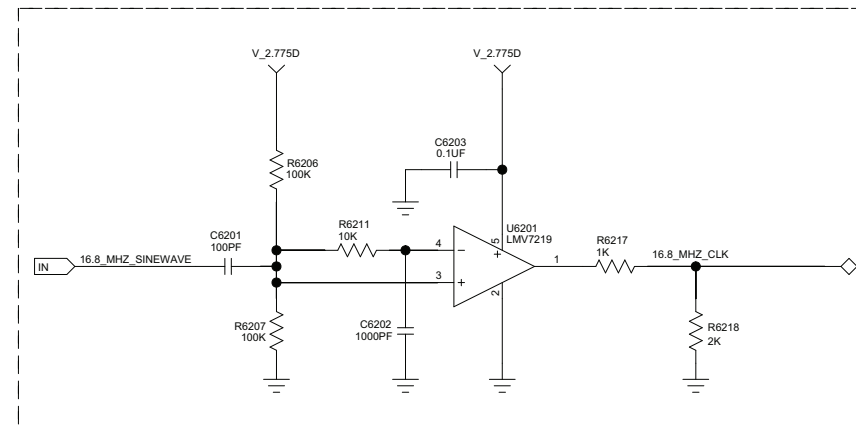 V_2.775D
V_2.775D
C6203
0.1UF
R6206
100K
C6201
100PF
R6211
10K
U6201
LMV7219
R6217
1K
IN
16.8_MHZ_SINEWAVE
4
−
5
+
3
+
2
1
16.8_MHZ_CLK
R6207
100K
C6202
1000PF
R6218
2K